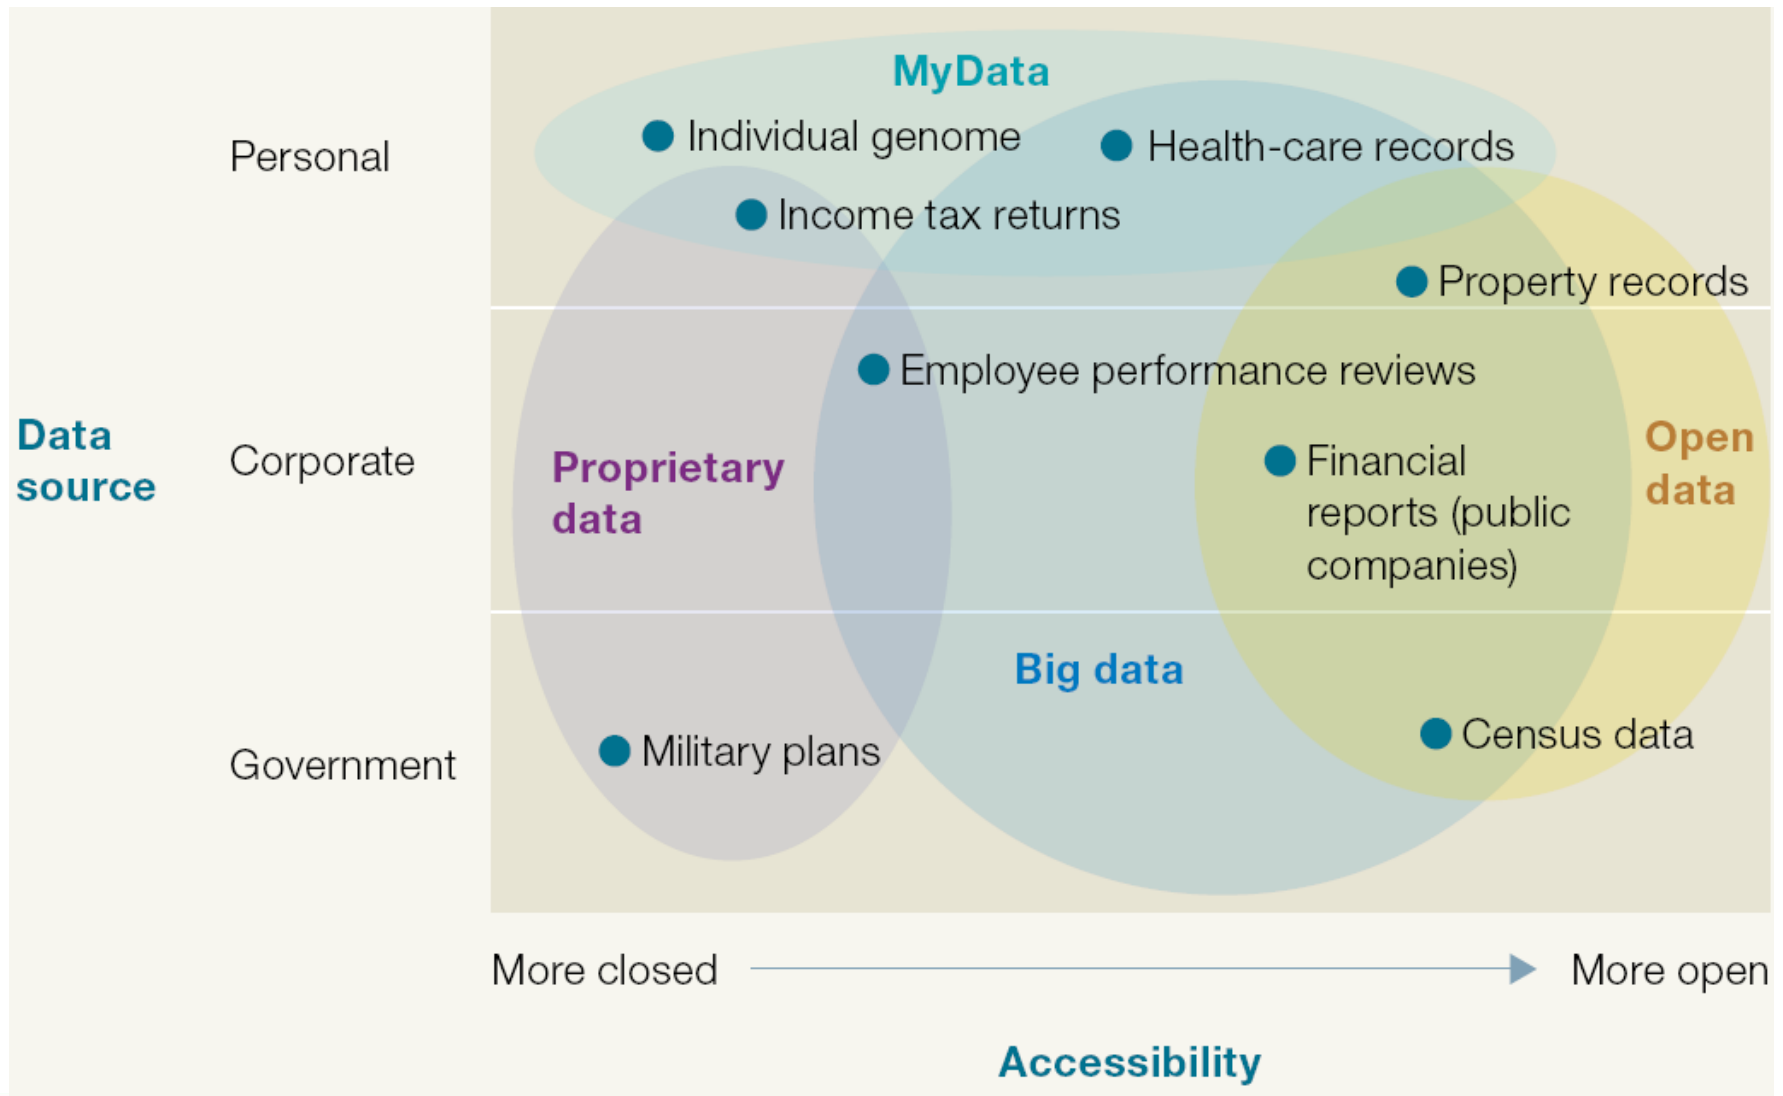 MyData
Individual genome
Health-care records
Personal
Income tax returns
Property records
Employee performance reviews
Data
source
Corporate
Proprietary
data
Financial
reports (public
companies)
Open
data
Big data
Government
Military plans
Census data
More closed
More open
Accessibility